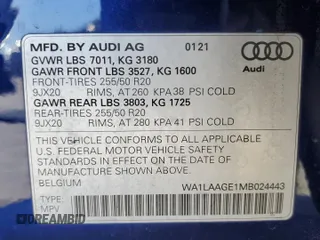 MFD. BY AUDI AG 0121
GVWR LBS 7011, KG 3180
GAWR FRONT LBS 3527, KG 1600
FRONT-TIRES 255/50 R20
9JX20 RIMS, AT 260 KPA 38 PSI COLD
GAWR REAR LBS 3803, KG 1725
REAR-TIRES 255/50 R20
9JX20 RIMS, AT 280 KPA 41 PSI COLD
Audi
THIS VEHICLE CONFORMS TO ALL APPLICABLE
U.S. FEDERAL MOTOR VEHICLE SAFETY
STANDARDS IN EFFECT ON THE DATE
OF MANUFACTURE SHOWN ABOVE
BELGIUM WA1LAAGE1MB024443
TYPE:
MPV